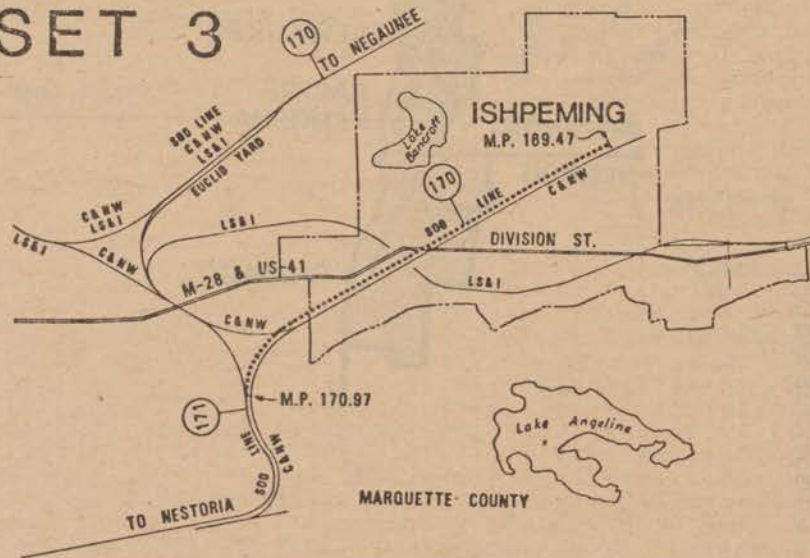 SET 3
170
TO NEGAUNEE
SOO LINE
C&NW
LS&I
EUCLID YARD
Lake
Bancroft
ISHPEMING
M.P. 169.47
170
SOO LINE
C&NW
C&NW
LS&I
LS&I
C&NW
LS&I
M-28 & US-41
DIVISION ST.
LS&I
C&NW
M.P. 170.97
171
SOO LINE
C&NW
Lake Angeline
TO NESTORIA
MARQUETTE COUNTY